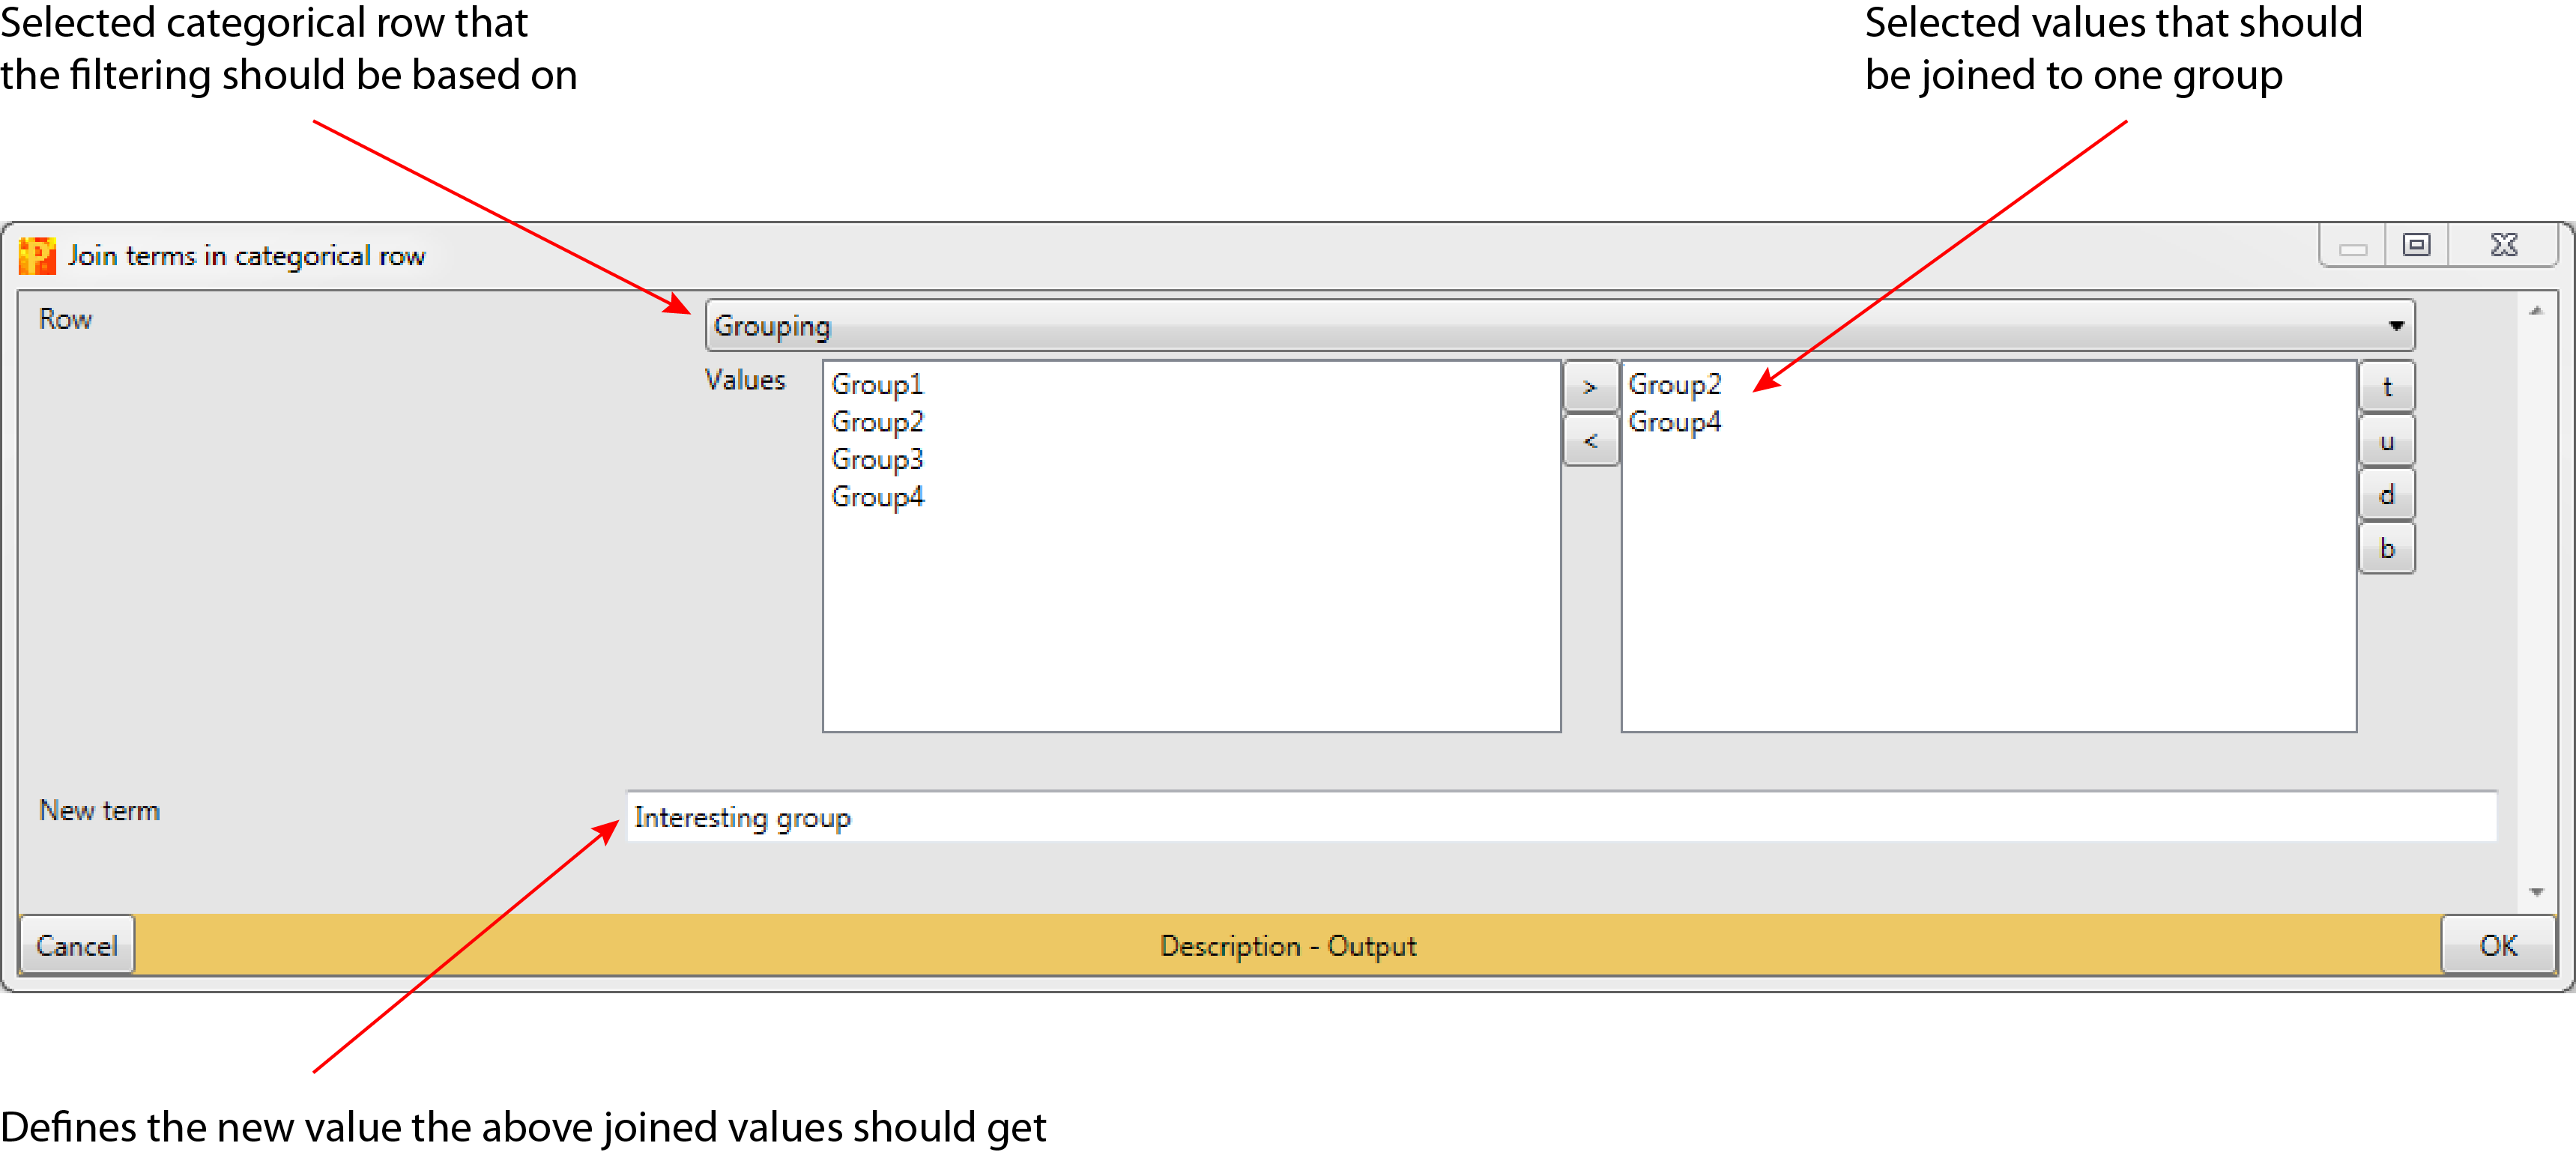 Selected categorical row that
the filtering should be based on
Selected values that should
be joined to one group
P Join terms in categorical row
Row
Grouping
Values
Group1
Group2
Group3
Group4
>
<
Group2
Group4
t
u
d
b
New term
Interesting group
Cancel
Description - Output
OK
Defines the new value the above joined values should get